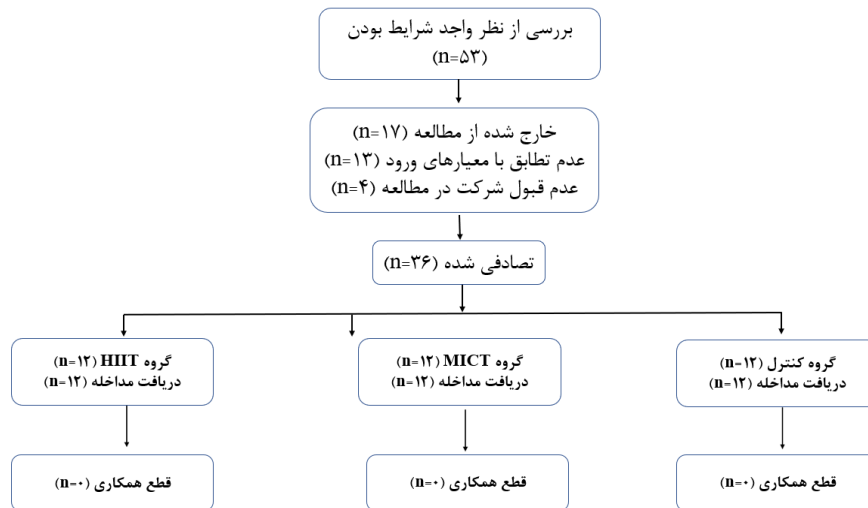 بررسی از نظر واجد شرایط بودن
(n=۵۳)
خارج شده از مطالعه (n=۱۷)
عدم تطابق با معیارهای ورود (n=۱۳)
عدم قبول شرکت در مطالعه (n=۴)
تصادفی شده (n=۳۶)
گروه کنترل (n=۱۲)
دریافت مداخله (n=۱۲)
گروه MICT (n=۱۲)
دریافت مداخله (n=۱۲)
گروه HIIT (n=۱۲)
دریافت مداخله (n=۱۲)
قطع همکاری (n=۰)
قطع همکاری (n=۰)
قطع همکاری (n=۰)